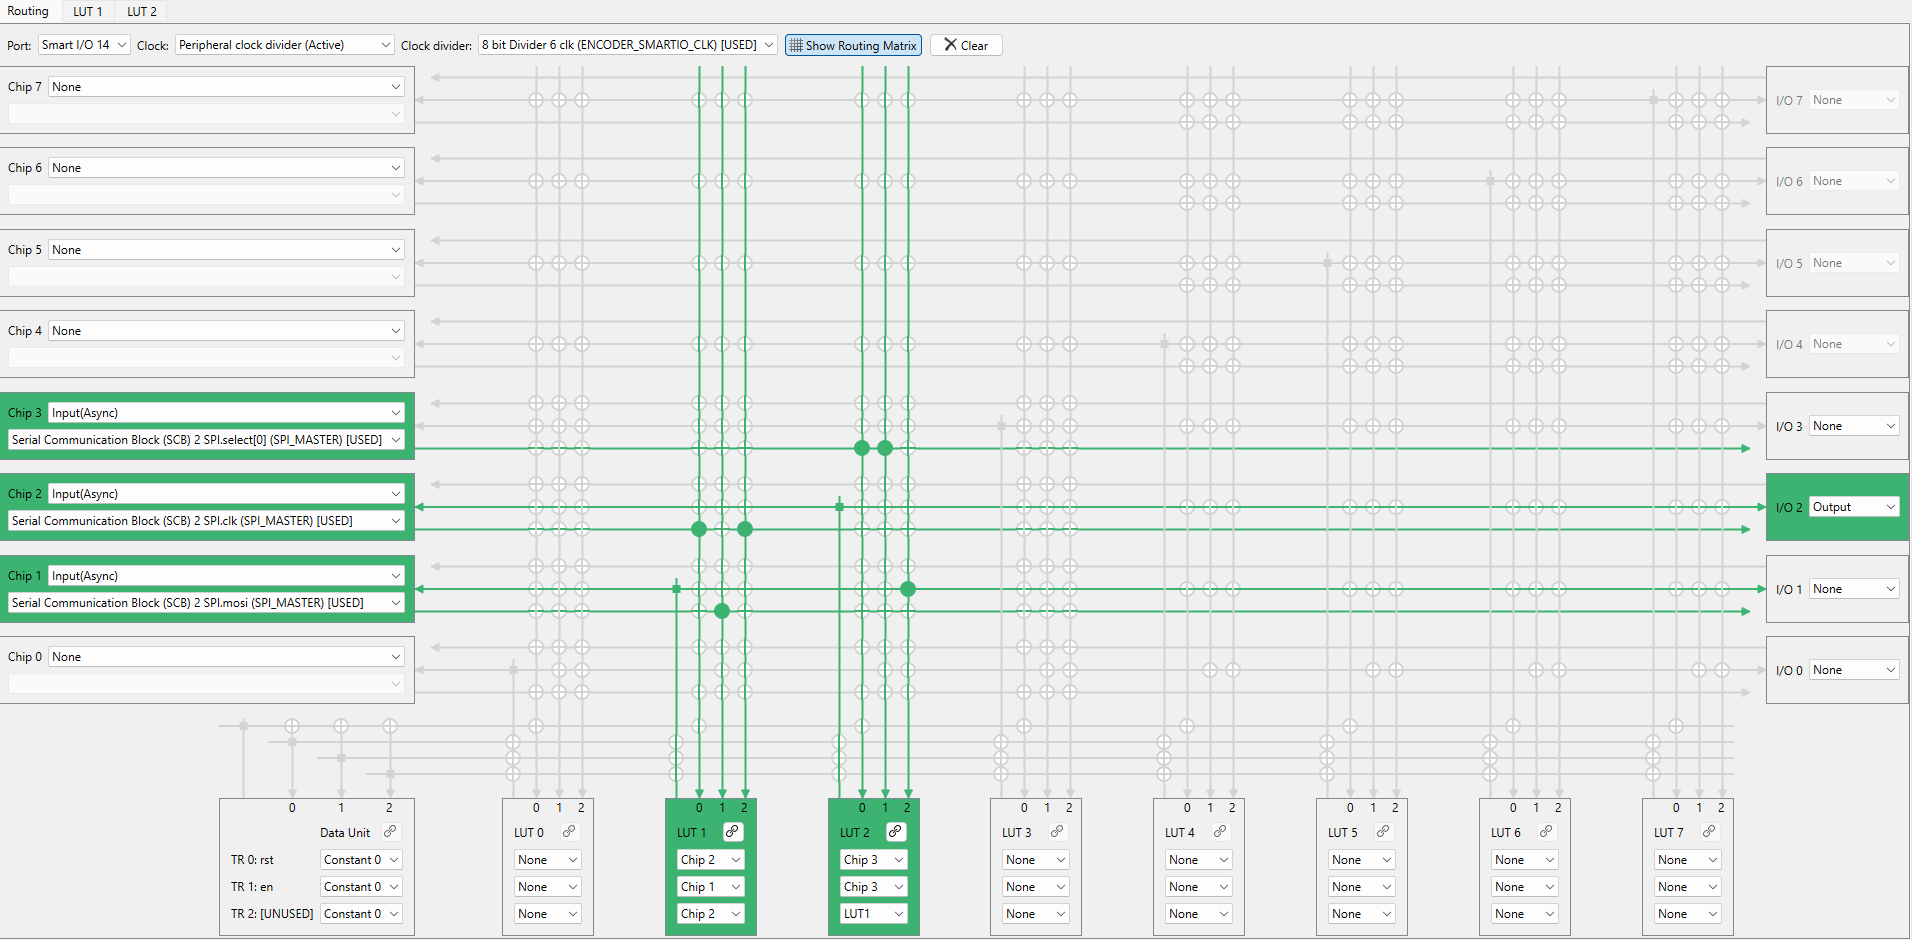 Routing LUT 1 LUT 2
Port: Smart I/O 14 Clock: Peripheral clock divider (Active) Clock divider: 8 bit Divider 6 clk (ENCODER_SMARTIO_CLK) [USED] Show Routing Matrix Clear
Chip 7 None
I/O 7 None
Chip 6 None
I/O 6 None
Chip 5 None
I/O 5 None
Chip 4 None
I/O 4 None
Chip 3 Input(Async)
Serial Communication Block (SCB) 2 SPI.select[0] (SPI_MASTER) [USED]
I/O 3 None
Chip 2 Input(Async)
Serial Communication Block (SCB) 2 SPI.clk (SPI_MASTER) [USED]
I/O 2 Output
Chip 1 Input(Async)
Serial Communication Block (SCB) 2 SPI.mosi (SPI_MASTER) [USED]
I/O 1 None
Chip 0 None
I/O 0 None
0 1 2 0 1 2 0 1 2 0 1 2 0 1 2 0 1 2 0 1 2 0 1 2 0 1 2
Data Unit LUT 0 LUT 1 LUT 2 LUT 3 LUT 4 LUT 5 LUT 6 LUT 7
TR 0: rst Constant 0 None Chip 2 Chip 3 None None None None None
TR 1: en Constant 0 None Chip 1 Chip 3 None None None None None
TR 2: [UNUSED] Constant 0 None Chip 2 LUT1 None None None None None